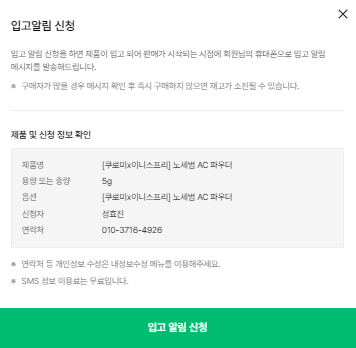 입고알림 신청
입고 알림 신청을 하면 제품이 입고 되어 판매가 시작되는 시점에 회원님의 휴대폰으로 입고 알림
메시지를 발송해드립니다.
※ 구매자가 많을 경우 메시지 확인 후 즉시 구매하지 않으면 재고가 소진될 수 있습니다.
제품 및 신청 정보 확인
제품명 [쿠로미x이니스프리] 노세범 AC 파우더
용량 또는 중량 5g
옵션 [쿠로미x이니스프리] 노세범 AC 파우더
신청자 정효진
연락처 010-3716-4926
※ 연락처 등 개인정보 수정은 내정보수정 메뉴를 이용해주세요.
※ SMS 정보 이용료는 무료입니다.
입고 알림 신청